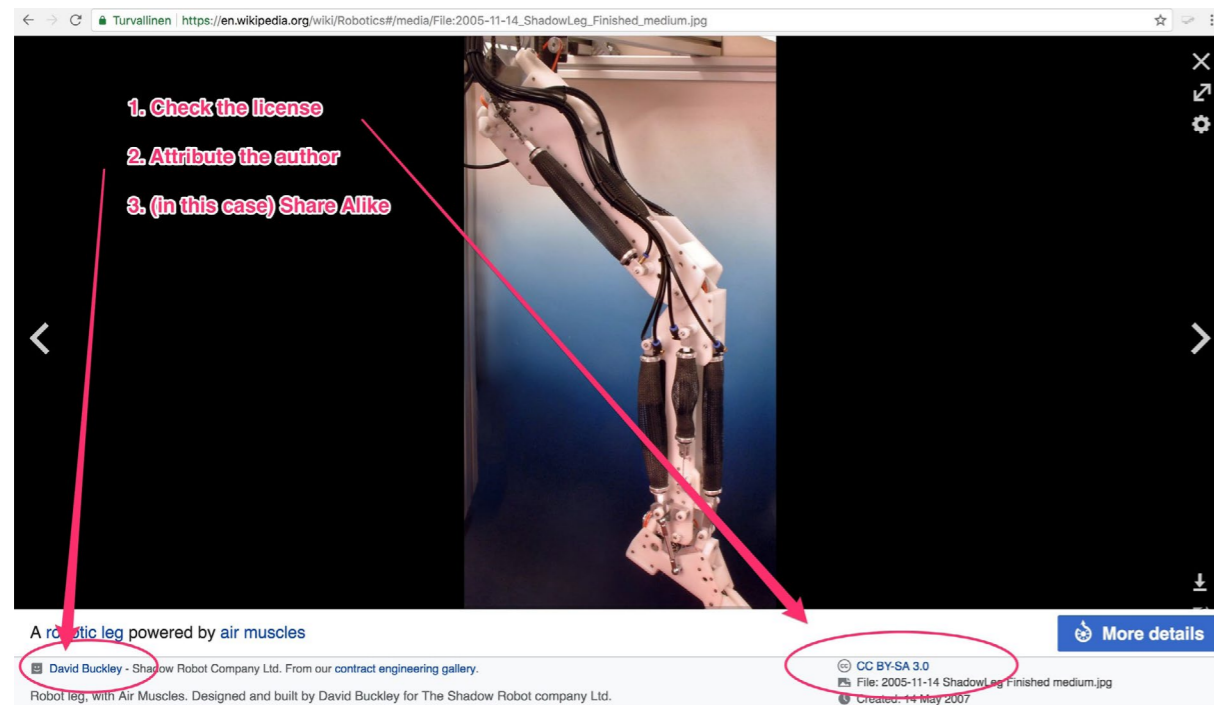 Turvallinen | https://en.wikipedia.org/wiki/Robotics#/media/File:2005-11-14_ShadowLeg_Finished_medium.jpg
1. Check the license
2. Attribute the author
3. (in this case) Share Alike
A robotic leg powered by air muscles
More details
David Buckley - Shadow Robot Company Ltd. From our contract engineering gallery.
CC BY-SA 3.0
File: 2005-11-14 ShadowLeg Finished medium.jpg
Robot leg, with Air Muscles. Designed and built by David Buckley for The Shadow Robot company Ltd.
Created: 14 May 2007